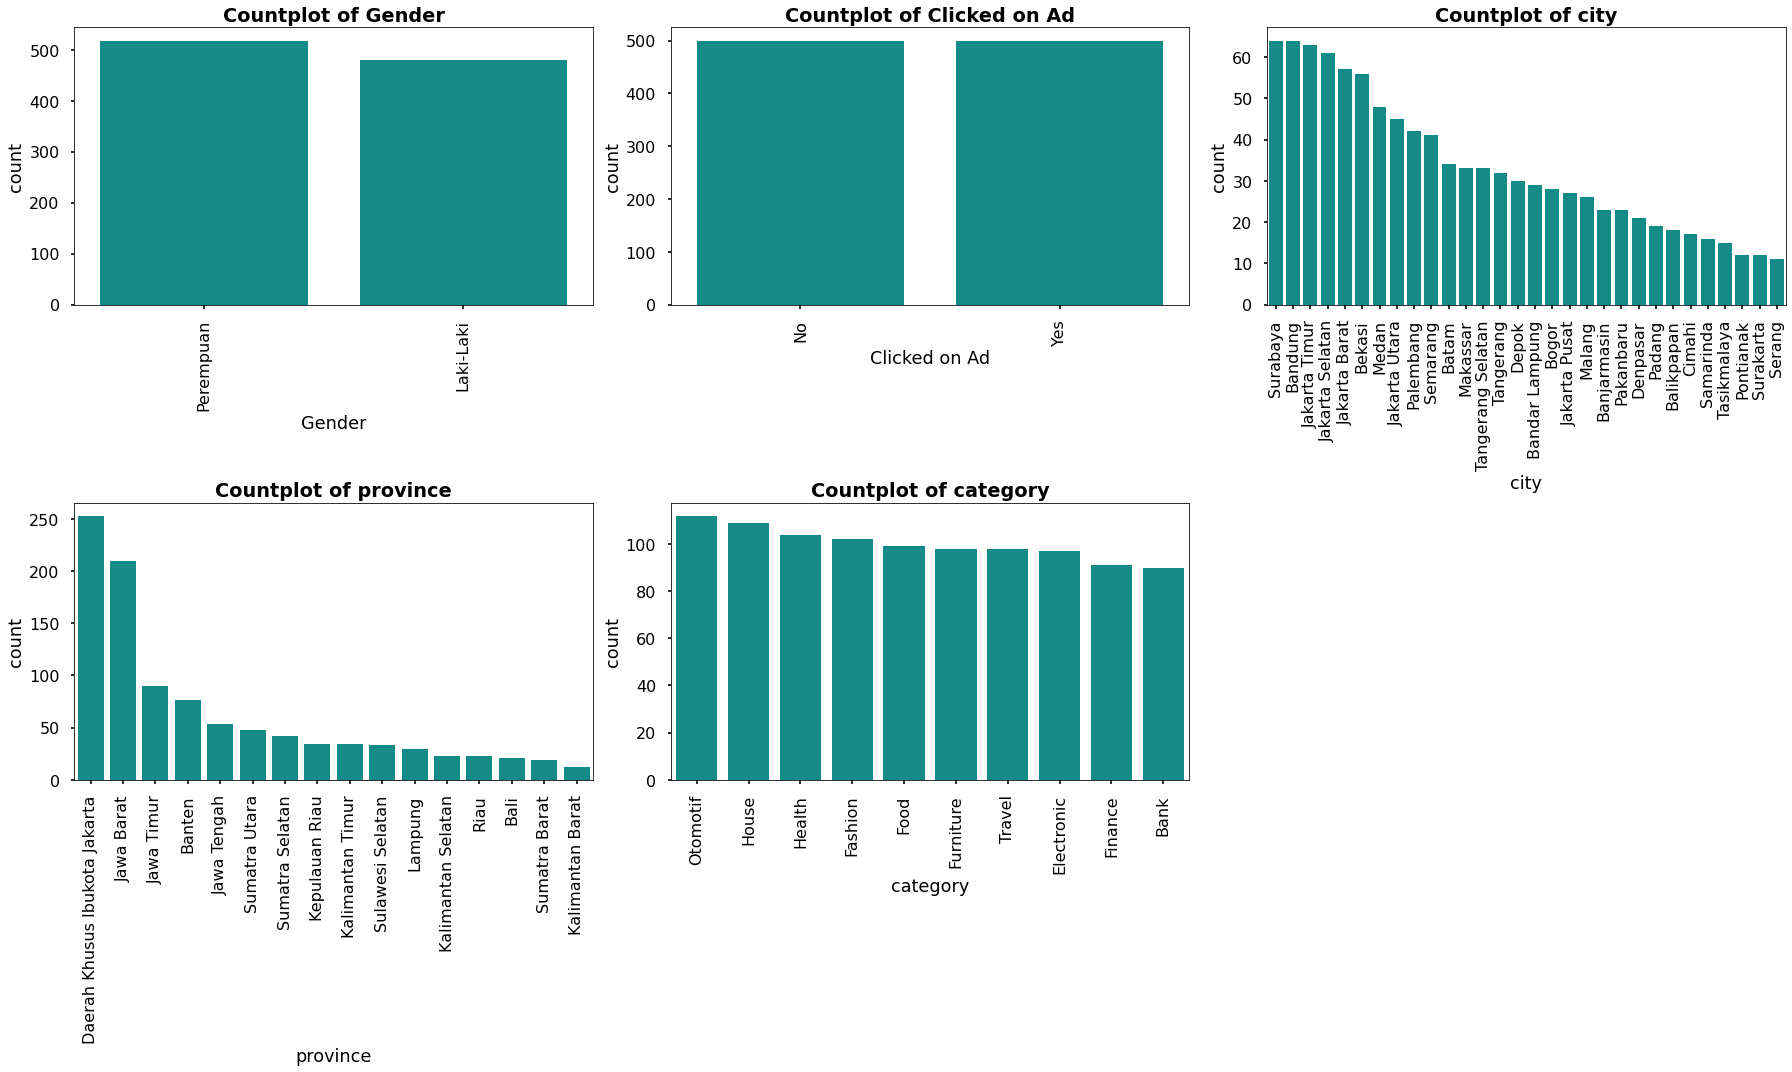 Countplot of Gender
count
500
400
300
200
100
0
Perempuan
Laki-Laki
Gender
Countplot of Clicked on Ad
count
500
400
300
200
100
0
No
Yes
Clicked on Ad
Countplot of city
count
60
50
40
30
20
10
0
Surabaya
Bandung
Jakarta Timur
Jakarta Selatan
Jakarta Barat
Bekasi
Medan
Jakarta Utara
Palembang
Semarang
Batam
Makassar
Tangerang Selatan
Tangerang
Depok
Bandar Lampung
Bogor
Jakarta Pusat
Malang
Banjarmasin
Pakanbaru
Denpasar
Padang
Balikpapan
Cimahi
Samarinda
Tasikmalaya
Pontianak
Surakarta
Serang
city
Countplot of province
count
250
200
150
100
50
0
Daerah Khusus Ibukota Jakarta
Jawa Barat
Jawa Timur
Banten
Jawa Tengah
Sumatra Utara
Sumatra Selatan
Kepulauan Riau
Kalimantan Timur
Sulawesi Selatan
Lampung
Kalimantan Selatan
Riau
Bali
Sumatra Barat
Kalimantan Barat
province
Countplot of category
count
100
80
60
40
20
0
Otomotif
House
Health
Fashion
Food
Furniture
Travel
Electronic
Finance
Bank
category